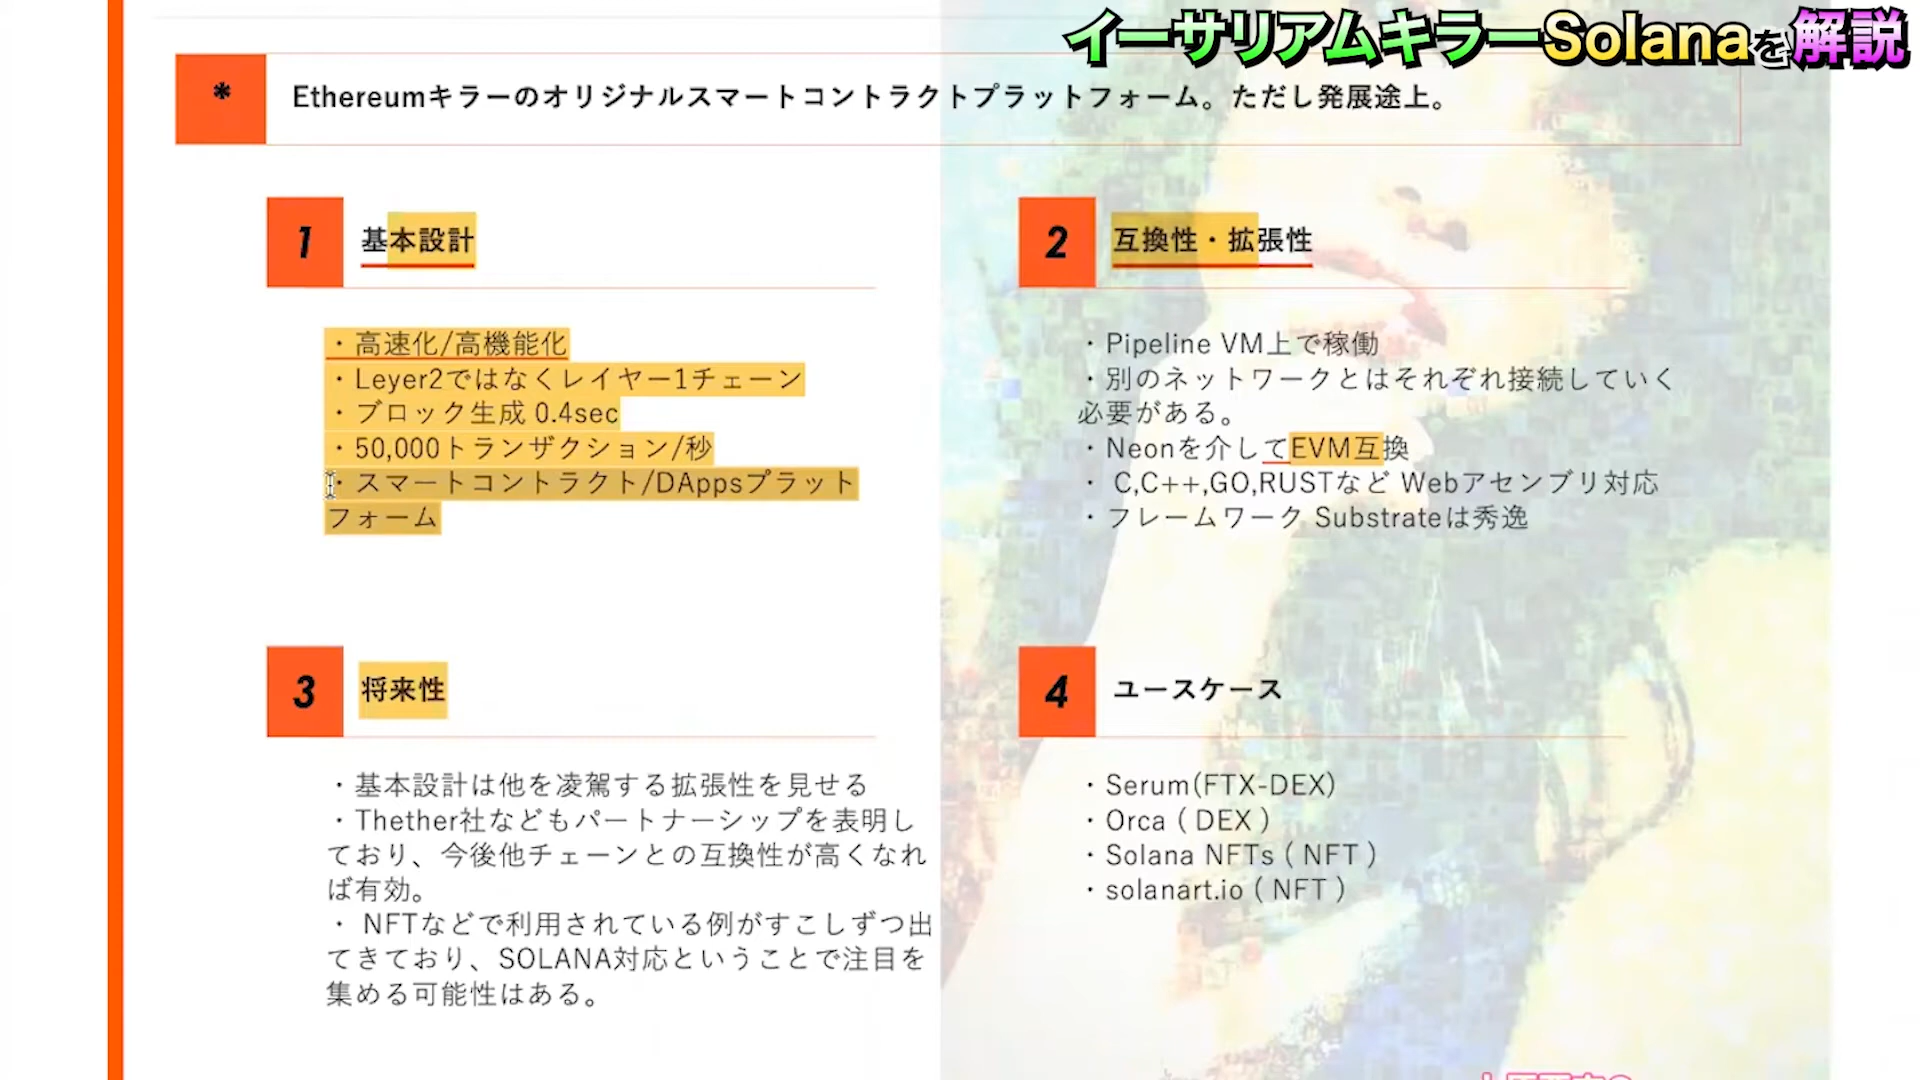 イーサリアムキラーSolanaを解説
* Ethereumキラーのオリジナルスマートコントラクトプラットフォーム。ただし発展途上。
1 基本設計
・高速化/高機能化
・Leyer2ではなくレイヤー1チェーン
・ブロック生成 0.4sec
・50,000トランザクション/秒
・スマートコントラクト/DAppsプラット
フォーム
2 互換性・拡張性
・Pipeline VM上で稼働
・別のネットワークとはそれぞれ接続していく
必要がある。
・Neonを介してEVM互換
・ C,C++,GO,RUSTなど Webアセンブリ対応
・フレームワーク Substrateは秀逸
3 将来性
・基本設計は他を凌駕する拡張性を見せる
・Thether社などもパートナーシップを表明し
ており、今後他チェーンとの互換性が高くなれ
ば有効。
・ NFTなどで利用されている例がすこしずつ出
てきており、SOLANA対応ということで注目を
集める可能性はある。
4 ユースケース
・Serum(FTX-DEX)
・Orca ( DEX )
・Solana NFTs ( NFT )
・solanart.io ( NFT )